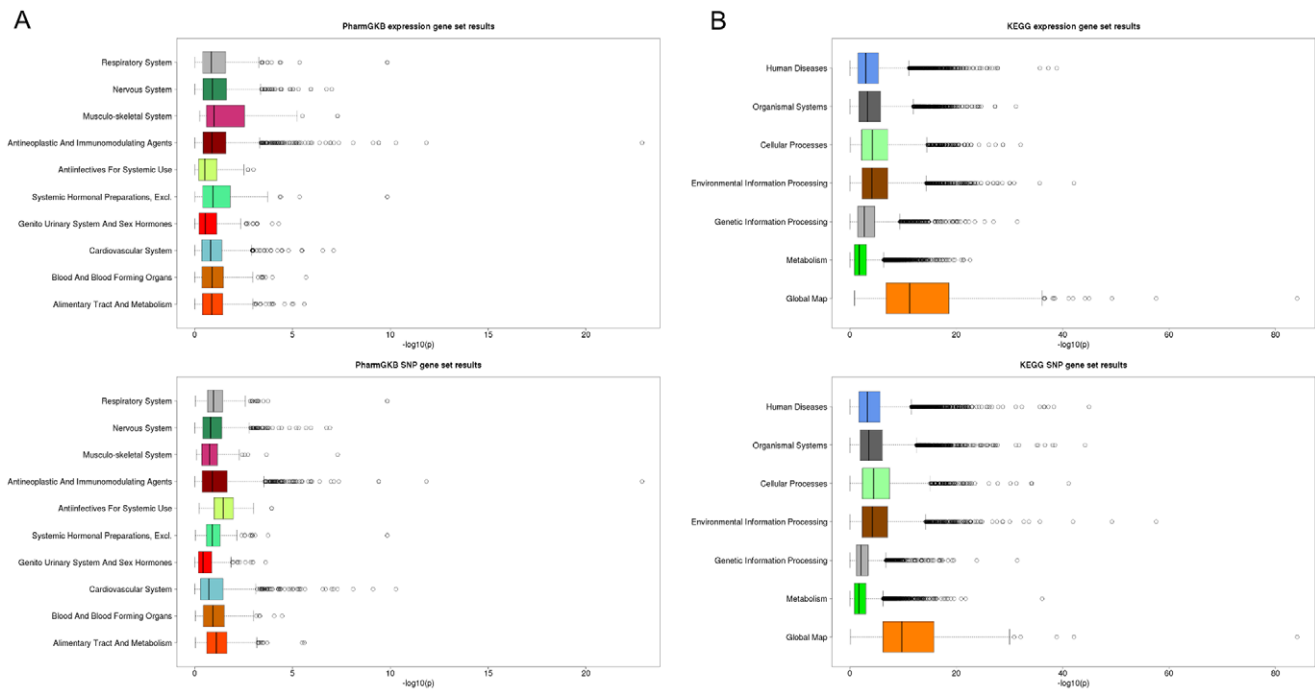 A
PharmGKB expression gene set results
Respiratory System
Nervous System
Musculo-skeletal System
Antineoplastic And Immunomodulating Agents
Antiinfectives For Systemic Use
Systemic Hormonal Preparations, Excl.
Genito Urinary System And Sex Hormones
Cardiovascular System
Blood And Blood Forming Organs
Alimentary Tract And Metabolism
0 5 10 15 20
-log10(p)
PharmGKB SNP gene set results
Respiratory System
Nervous System
Musculo-skeletal System
Antineoplastic And Immunomodulating Agents
Antiinfectives For Systemic Use
Systemic Hormonal Preparations, Excl.
Genito Urinary System And Sex Hormones
Cardiovascular System
Blood And Blood Forming Organs
Alimentary Tract And Metabolism
0 5 10 15 20
-log10(p)
B
KEGG expression gene set results
Human Diseases
Organismal Systems
Cellular Processes
Environmental Information Processing
Genetic Information Processing
Metabolism
Global Map
0 20 40 60 80
-log10(p)
KEGG SNP gene set results
Human Diseases
Organismal Systems
Cellular Processes
Environmental Information Processing
Genetic Information Processing
Metabolism
Global Map
0 20 40 60 80
-log10(p)